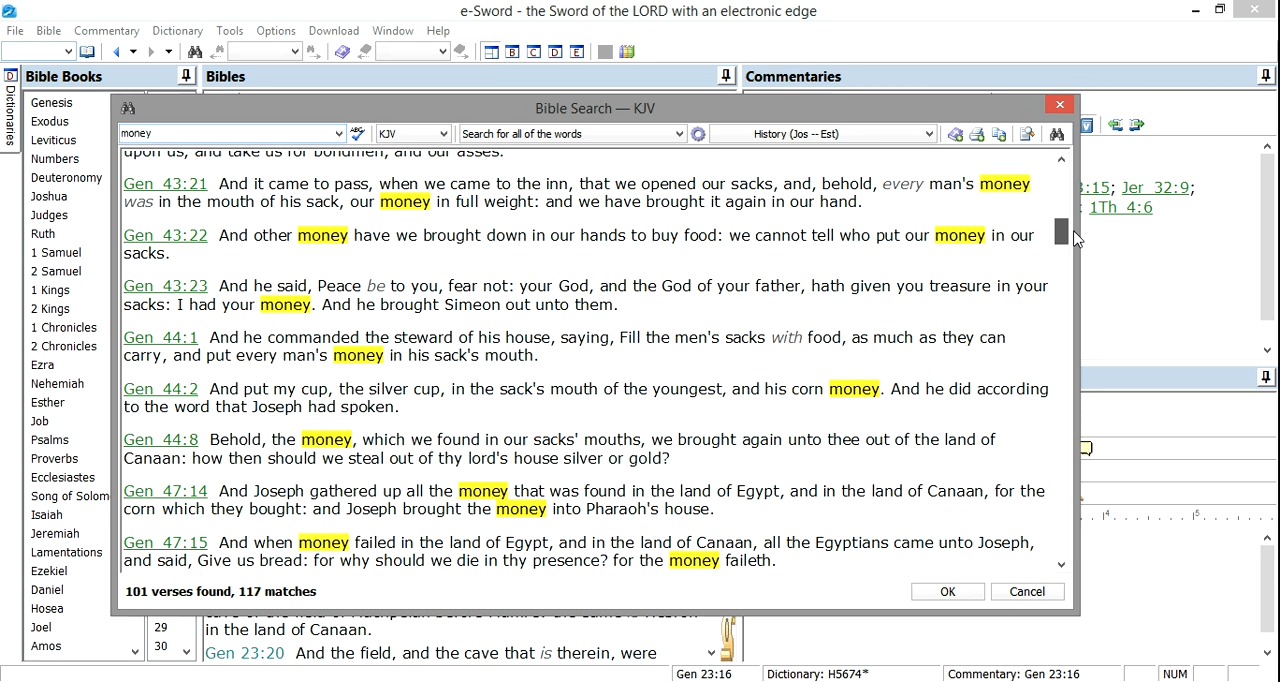 e-Sword - the Sword of the LORD with an electronic edge
File Bible Commentary Dictionary Tools Options Download Window Help
B C D E
D Bible Books Bibles Commentaries
Dictionaries
Genesis
Exodus
Leviticus
Numbers
Deuteronomy
Joshua
Judges
Ruth
1 Samuel
2 Samuel
1 Kings
2 Kings
1 Chronicles
2 Chronicles
Ezra
Nehemiah
Esther
Job
Psalms
Proverbs
Ecclesiastes
Song of Solom
Isaiah
Jeremiah
Lamentations
Ezekiel
Daniel
Hosea
Joel 29
Amos 30
Bible Search — KJV
money ABC KJV Search for all of the words History (Jos -- Est)
upon us, and take us for bondmen, and our asses.
Gen 43:21 And it came to pass, when we came to the inn, that we opened our sacks, and, behold, every man's money
was in the mouth of his sack, our money in full weight: and we have brought it again in our hand.
Gen 43:22 And other money have we brought down in our hands to buy food: we cannot tell who put our money in our
sacks.
Gen 43:23 And he said, Peace be to you, fear not: your God, and the God of your father, hath given you treasure in your
sacks: I had your money. And he brought Simeon out unto them.
Gen 44:1 And he commanded the steward of his house, saying, Fill the men's sacks with food, as much as they can
carry, and put every man's money in his sack's mouth.
Gen 44:2 And put my cup, the silver cup, in the sack's mouth of the youngest, and his corn money. And he did according
to the word that Joseph had spoken.
Gen 44:8 Behold, the money, which we found in our sacks' mouths, we brought again unto thee out of the land of
Canaan: how then should we steal out of thy lord's house silver or gold?
Gen 47:14 And Joseph gathered up all the money that was found in the land of Egypt, and in the land of Canaan, for the
corn which they bought: and Joseph brought the money into Pharaoh's house.
Gen 47:15 And when money failed in the land of Egypt, and in the land of Canaan, all the Egyptians came unto Joseph,
and said, Give us bread: for why should we die in thy presence? for the money faileth.
101 verses found, 117 matches OK Cancel
:15; Jer 32:9;
1Th 4:6
4 5
in the land of Canaan.
Gen 23:20 And the field, and the cave that is therein, were
Gen 23:16 Dictionary: H5674* Commentary: Gen 23:16 NUM